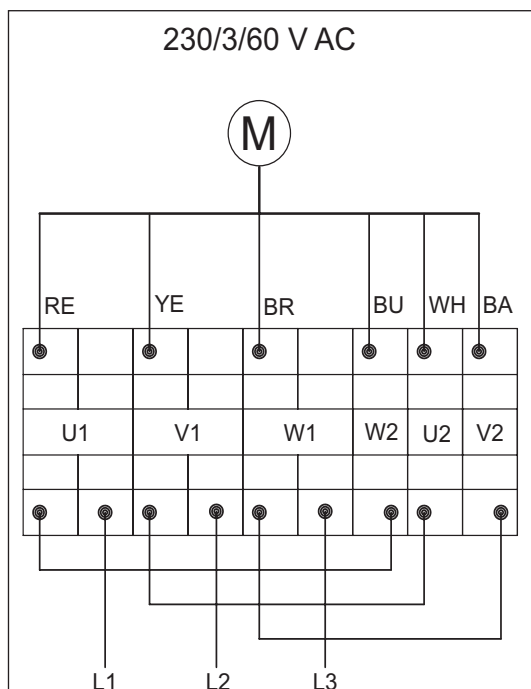 230/3/60 V AC
M
RE YE BR BU WH BA
U1 V1 W1 W2 U2 V2
L1 L2 L3